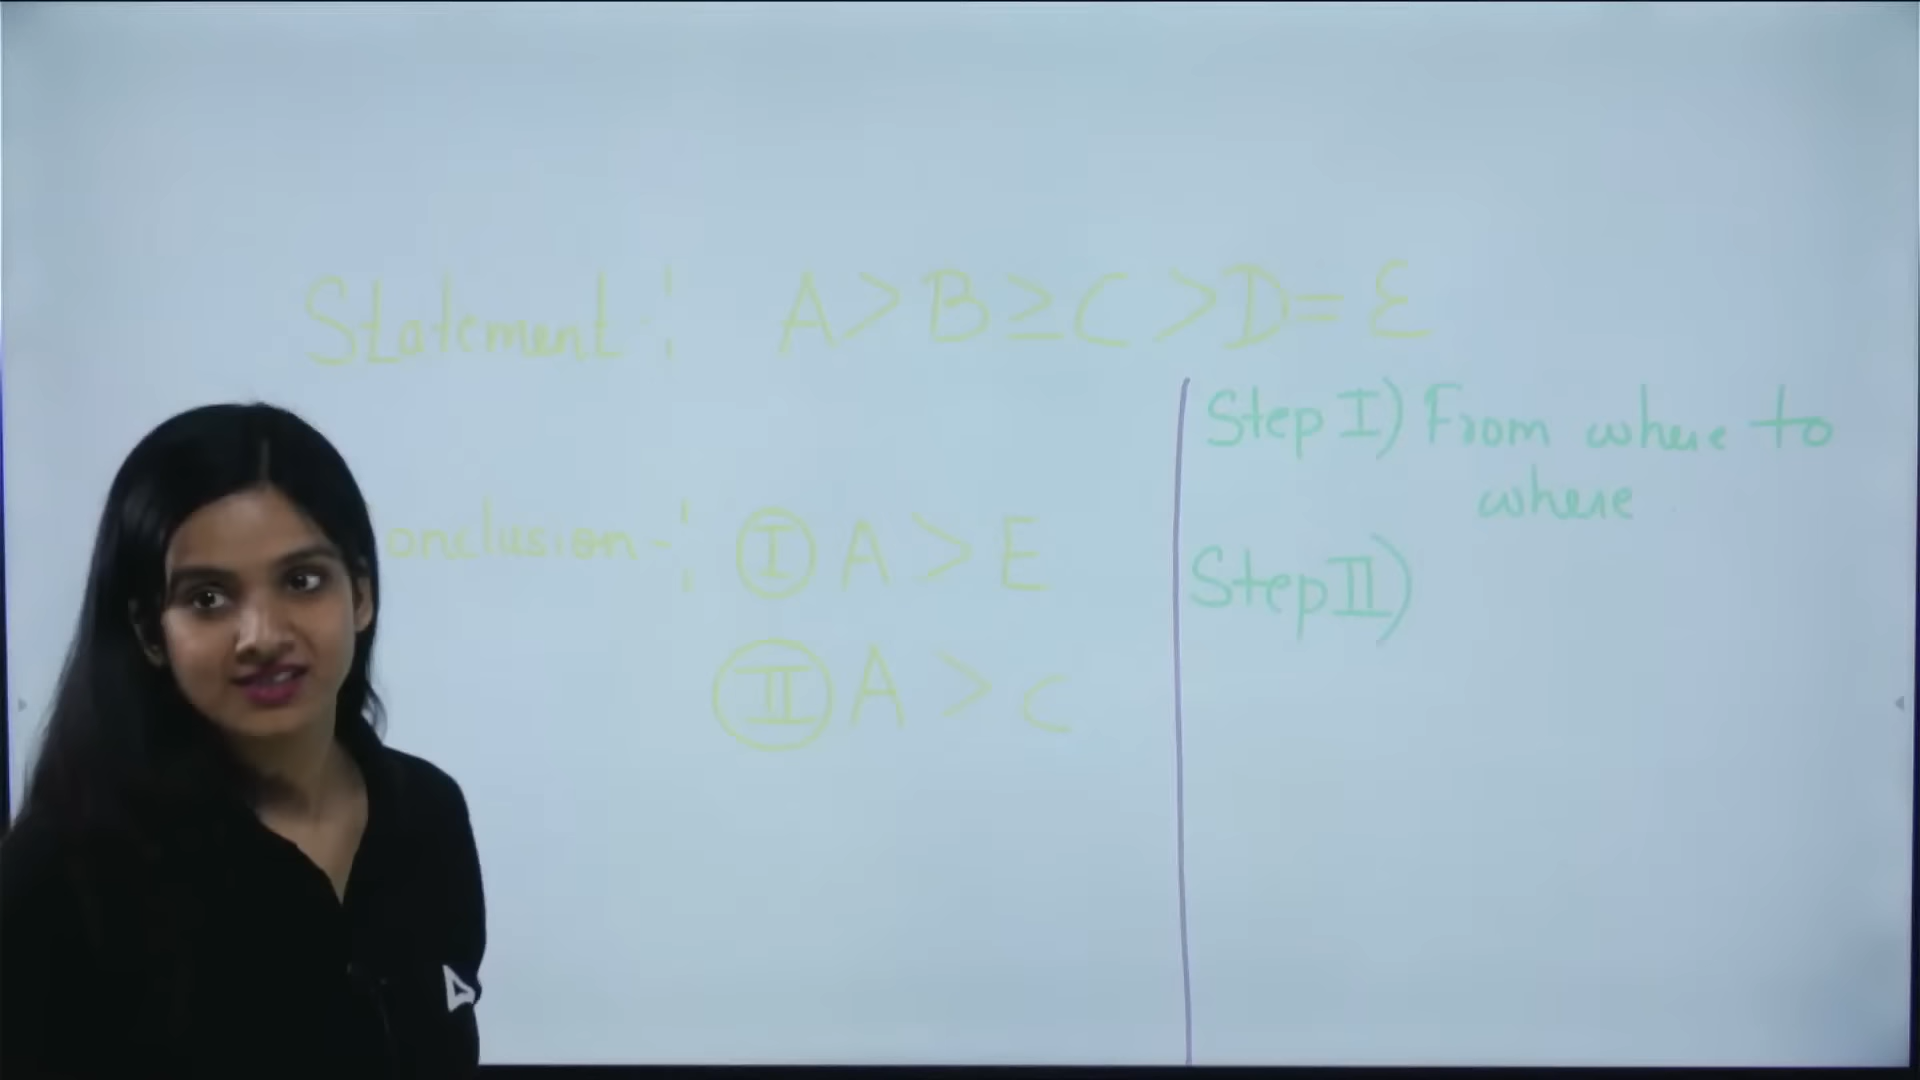 Statement : A > B ≥ C > D = E
Step I) From where to
where
onclusion - : I A > E
Step II)
II A > C